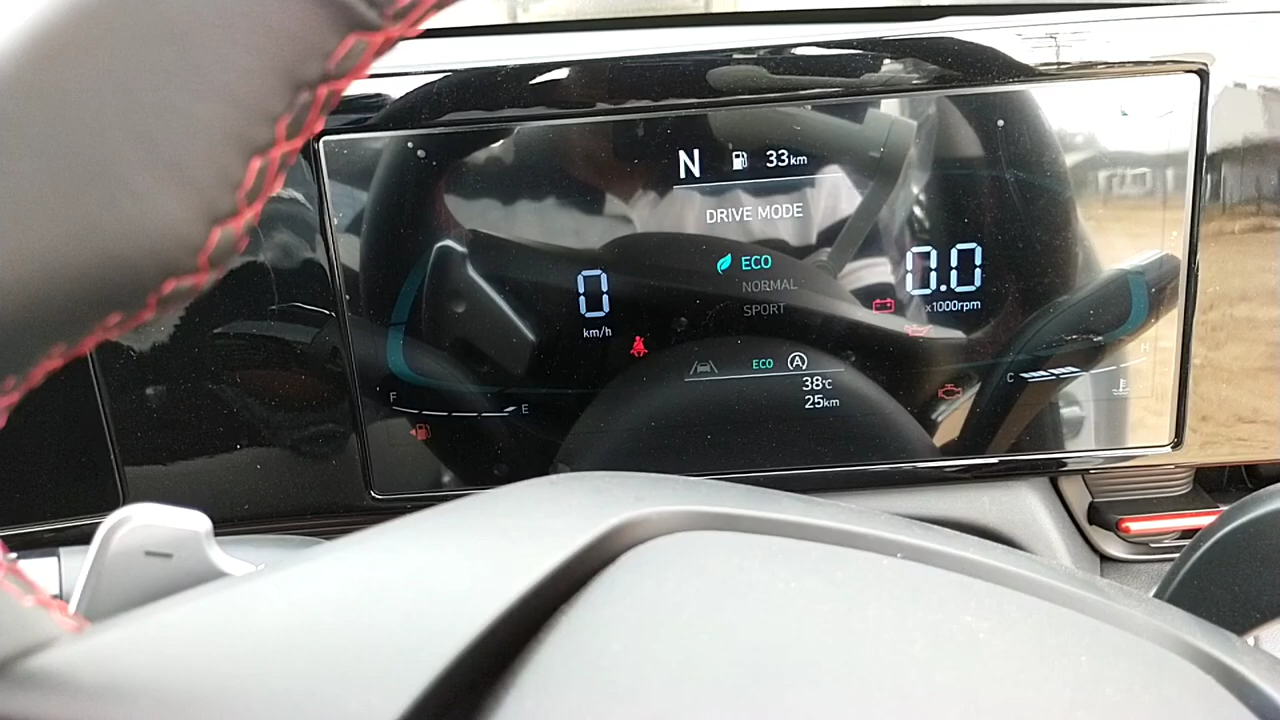 N 33km
DRIVE MODE
ECO
NORMAL
SPORT
0
km/h
0.0
x1000rpm
ECO A
38°C
25km
F E
C H